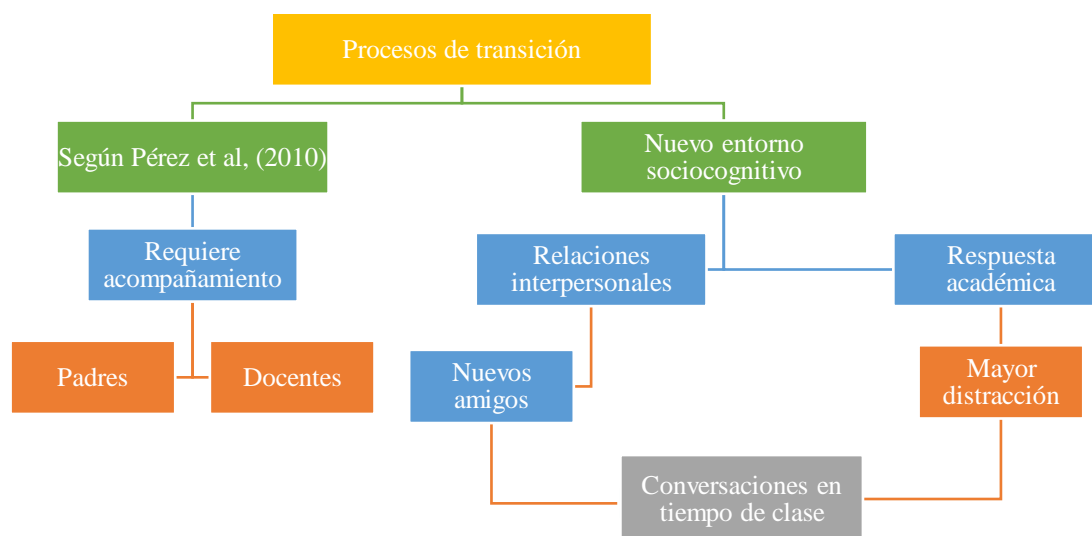 Procesos de transición
Según Pérez et al, (2010)
Nuevo entorno
sociocognitivo
Requiere
acompañamiento
Relaciones
interpersonales
Respuesta
académica
Padres
Docentes
Nuevos
amigos
Mayor
distracción
Conversaciones en
tiempo de clase